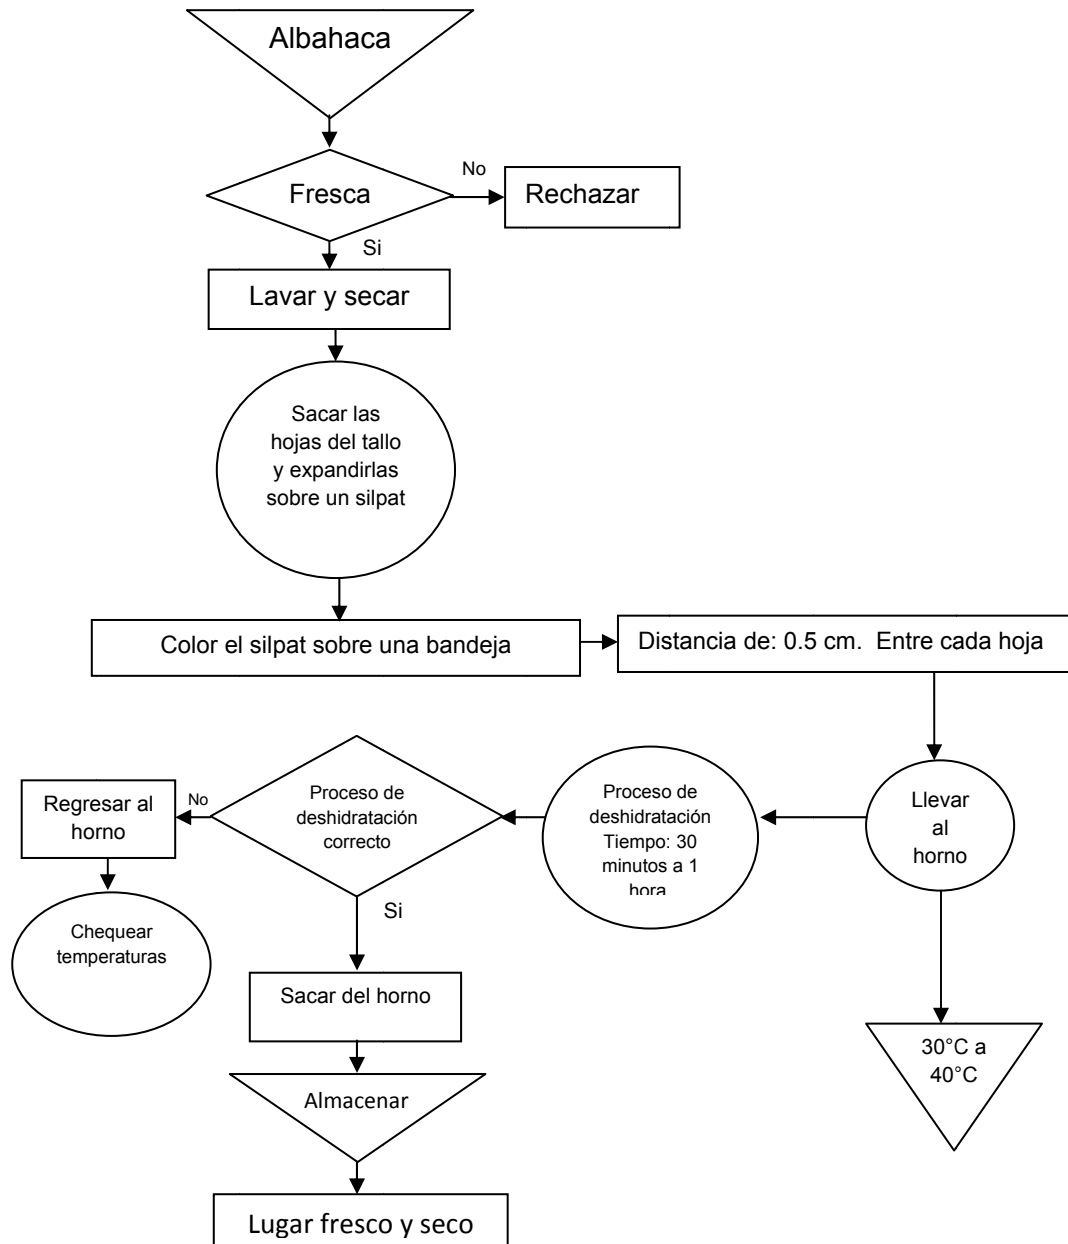 Albahaca
Fresca
No
Rechazar
Si
Lavar y secar
Sacar las
hojas del tallo
y expandirlas
sobre un silpat
Color el silpat sobre una bandeja
Distancia de: 0.5 cm. Entre cada hoja
Llevar
al
horno
30°C a
40°C
Proceso de
deshidratación
Tiempo: 30
minutos a 1
hora
Proceso de
deshidratación
correcto
No
Regresar al
horno
Chequear
temperaturas
Si
Sacar del horno
Almacenar
Lugar fresco y seco